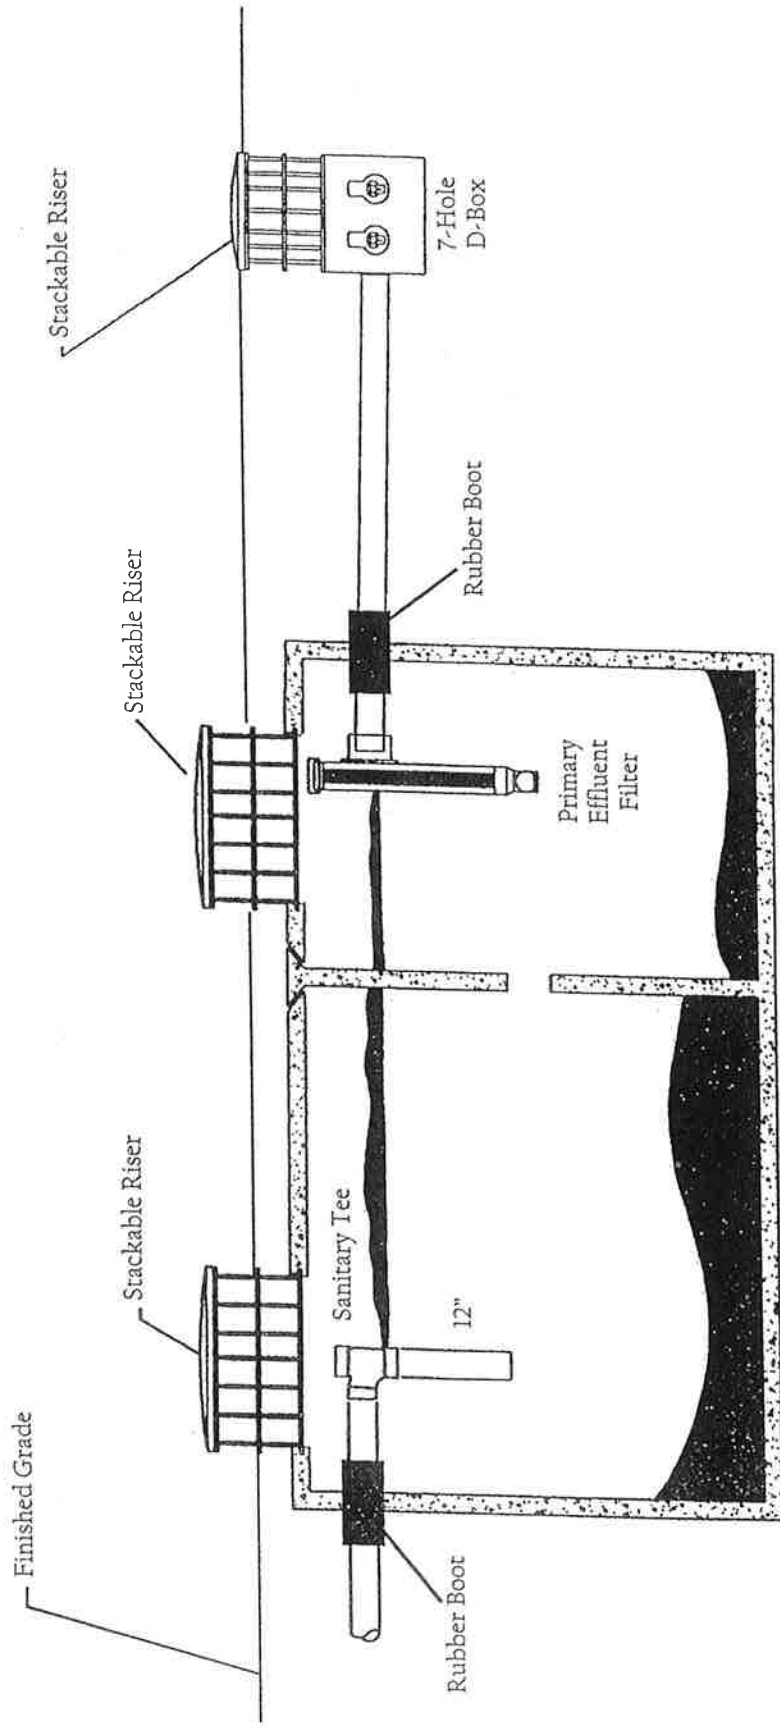 Finished Grade
Stackable Riser
Stackable Riser
Stackable Riser
Sanitary Tee
12"
Rubber Boot
Rubber Boot
Primary
Effluent
Filter
7-Hole
D-Box